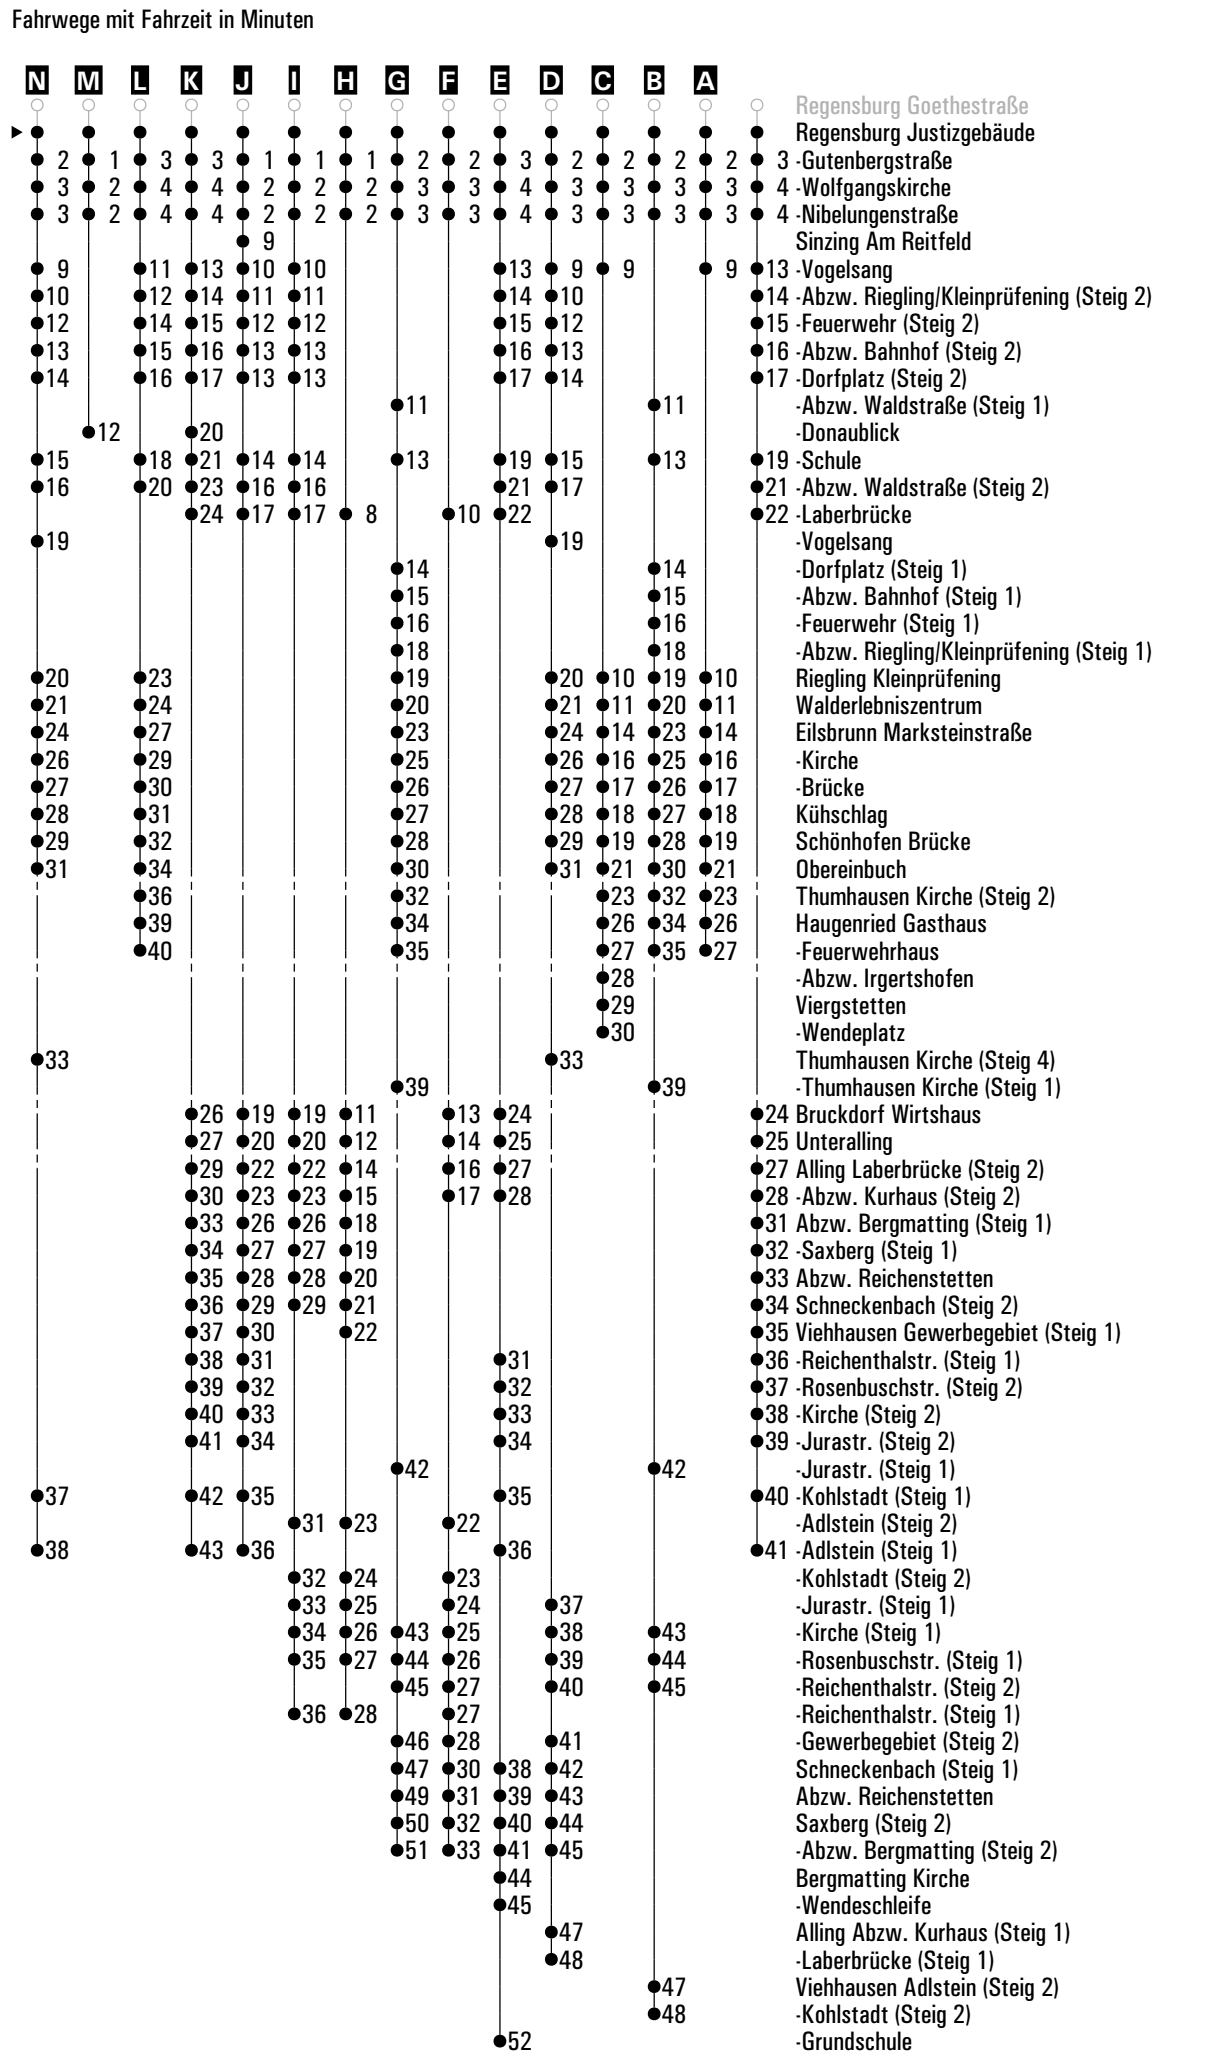 Fahrwege mit Fahrzeit in Minuten
N M L K J I H G F E D C B A
Regensburg Goethestraße
Regensburg Justizgebäude
2 1 3 3 1 1 1 2 2 3 2 2 2 2 3 -Gutenbergstraße
3 2 4 4 2 2 2 3 3 4 3 3 3 3 4 -Wolfgangskirche
3 2 4 4 2 2 2 3 3 4 3 3 3 3 4 -Nibelungenstraße
9 Sinzing Am Reitfeld
9 11 13 10 10 13 9 9 9 13 -Vogelsang
10 12 14 11 11 14 10 14 -Abzw. Riegling/Kleinprüfening (Steig 2)
12 14 15 12 12 15 12 15 -Feuerwehr (Steig 2)
13 15 16 13 13 16 13 16 -Abzw. Bahnhof (Steig 2)
14 16 17 13 13 17 14 17 -Dorfplatz (Steig 2)
11 11 -Abzw. Waldstraße (Steig 1)
12 20 -Donaublick
15 18 21 14 14 13 19 15 13 19 -Schule
16 20 23 16 16 21 17 21 -Abzw. Waldstraße (Steig 2)
24 17 17 8 10 22 22 -Laberbrücke
19 19 -Vogelsang
14 14 -Dorfplatz (Steig 1)
15 15 -Abzw. Bahnhof (Steig 1)
16 16 -Feuerwehr (Steig 1)
18 18 -Abzw. Riegling/Kleinprüfening (Steig 1)
20 23 19 20 10 19 10 Riegling Kleinprüfening
21 24 20 21 11 20 11 Walderlebniszentrum
24 27 23 24 14 23 14 Eilsbrunn Marksteinstraße
26 29 25 26 16 25 16 -Kirche
27 30 26 27 17 26 17 -Brücke
28 31 27 28 18 27 18 Kühschlag
29 32 28 29 19 28 19 Schönhofen Brücke
31 34 30 31 21 30 21 Obereinbuch
36 32 23 32 23 Thumhausen Kirche (Steig 2)
39 34 26 34 26 Haugenried Gasthaus
40 35 27 35 27 -Feuerwehrhaus
28 -Abzw. Irgertshofen
29 Viergstetten
30 -Wendeplatz
33 33 Thumhausen Kirche (Steig 4)
39 39 -Thumhausen Kirche (Steig 1)
26 19 19 11 13 24 24 Bruckdorf Wirtshaus
27 20 20 12 14 25 25 Unteralling
29 22 22 14 16 27 27 Alling Laberbrücke (Steig 2)
30 23 23 15 17 28 28 -Abzw. Kurhaus (Steig 2)
33 26 26 18 31 Abzw. Bergmatting (Steig 1)
34 27 27 19 32 -Saxberg (Steig 1)
35 28 28 20 33 Abzw. Reichenstetten
36 29 29 21 34 Schneckenbach (Steig 2)
37 30 22 35 Viehhausen Gewerbegebiet (Steig 1)
38 31 31 36 -Reichenthalstr. (Steig 1)
39 32 32 37 -Rosenbuschstr. (Steig 2)
40 33 33 38 -Kirche (Steig 2)
41 34 34 39 -Jurastr. (Steig 2)
42 42 -Jurastr. (Steig 1)
37 42 35 35 40 -Kohlstadt (Steig 1)
31 23 22 -Adlstein (Steig 2)
38 43 36 36 41 -Adlstein (Steig 1)
32 24 23 -Kohlstadt (Steig 2)
33 25 24 37 -Jurastr. (Steig 1)
34 26 43 25 38 43 -Kirche (Steig 1)
35 27 44 26 39 44 -Rosenbuschstr. (Steig 1)
45 27 40 45 -Reichenthalstr. (Steig 2)
36 28 27 -Reichenthalstr. (Steig 1)
46 28 41 -Gewerbegebiet (Steig 2)
47 30 38 42 Schneckenbach (Steig 1)
49 31 39 43 Abzw. Reichenstetten
50 32 40 44 Saxberg (Steig 2)
51 33 41 45 -Abzw. Bergmatting (Steig 2)
44 Bergmatting Kirche
45 -Wendeschleife
47 Alling Abzw. Kurhaus (Steig 1)
48 -Laberbrücke (Steig 1)
47 Viehhausen Adlstein (Steig 2)
48 -Kohlstadt (Steig 2)
52 -Grundschule